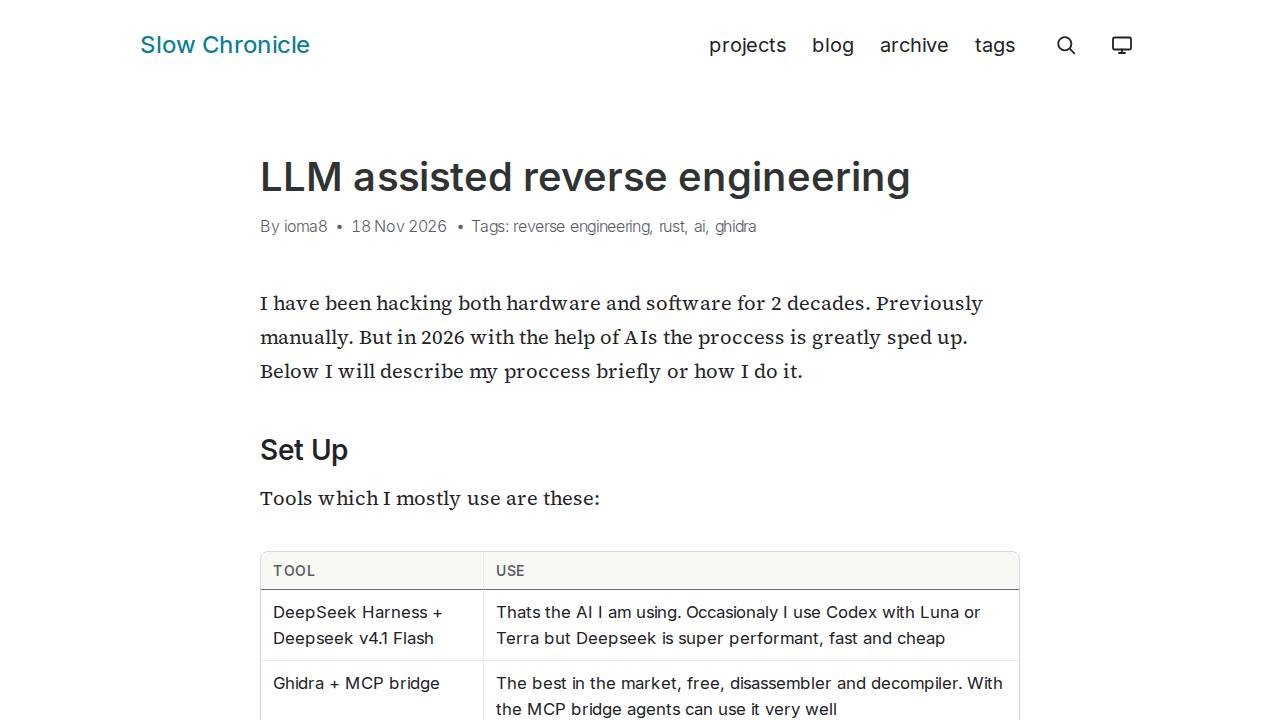 Slow Chronicle
projects blog archive tags
LLM assisted reverse engineering
By ioma8 • 18 Nov 2026 • Tags: reverse engineering, rust, ai, ghidra
I have been hacking both hardware and software for 2 decades. Previously
manually. But in 2026 with the help of AIs the proccess is greatly sped up.
Below I will describe my proccess briefly or how I do it.
Set Up
Tools which I mostly use are these:
TOOL USE
DeepSeek Harness + Thats the AI I am using. Occasionaly I use Codex with Luna or
Deepseek v4.1 Flash Terra but Deepseek is super performant, fast and cheap
Ghidra + MCP bridge The best in the market, free, disassembler and decompiler. With
the MCP bridge agents can use it very well